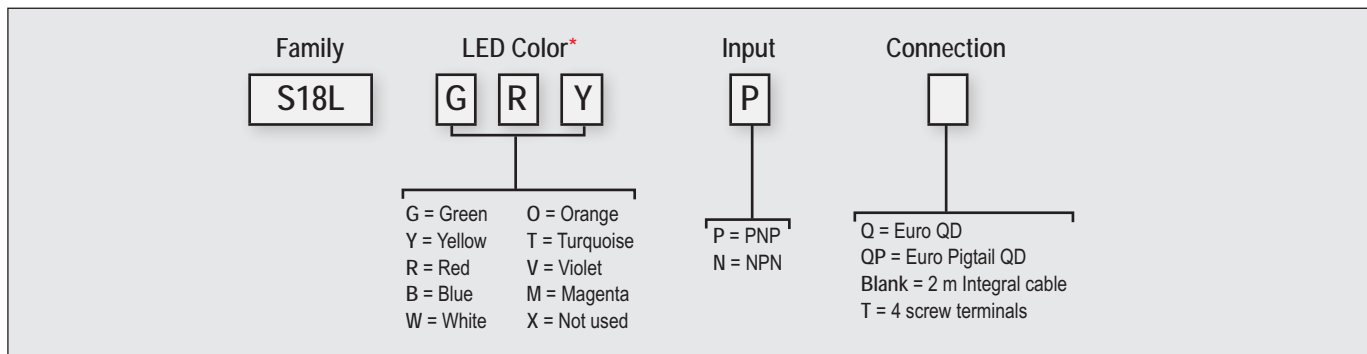 Family LED Color* Input Connection
S18L G R Y P
G = Green O = Orange
Y = Yellow T = Turquoise
R = Red V = Violet
B = Blue M = Magenta
W = White X = Not used
P = PNP
N = NPN
Q = Euro QD
QP = Euro Pigtail QD
Blank = 2 m Integral cable
T = 4 screw terminals